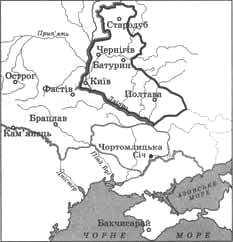 Стародуб
Прип'ять
Чернігів
Батурин
Острог
Київ
Фастів
Дніпро
Полтава
Брацлав
Кам'янець
Чортомлицька
Січ
Півд. Буг
Дністер
АЗОВСЬКЕ
МОРЕ
Бахчисарай
ЧОРНЕ МОРЕ